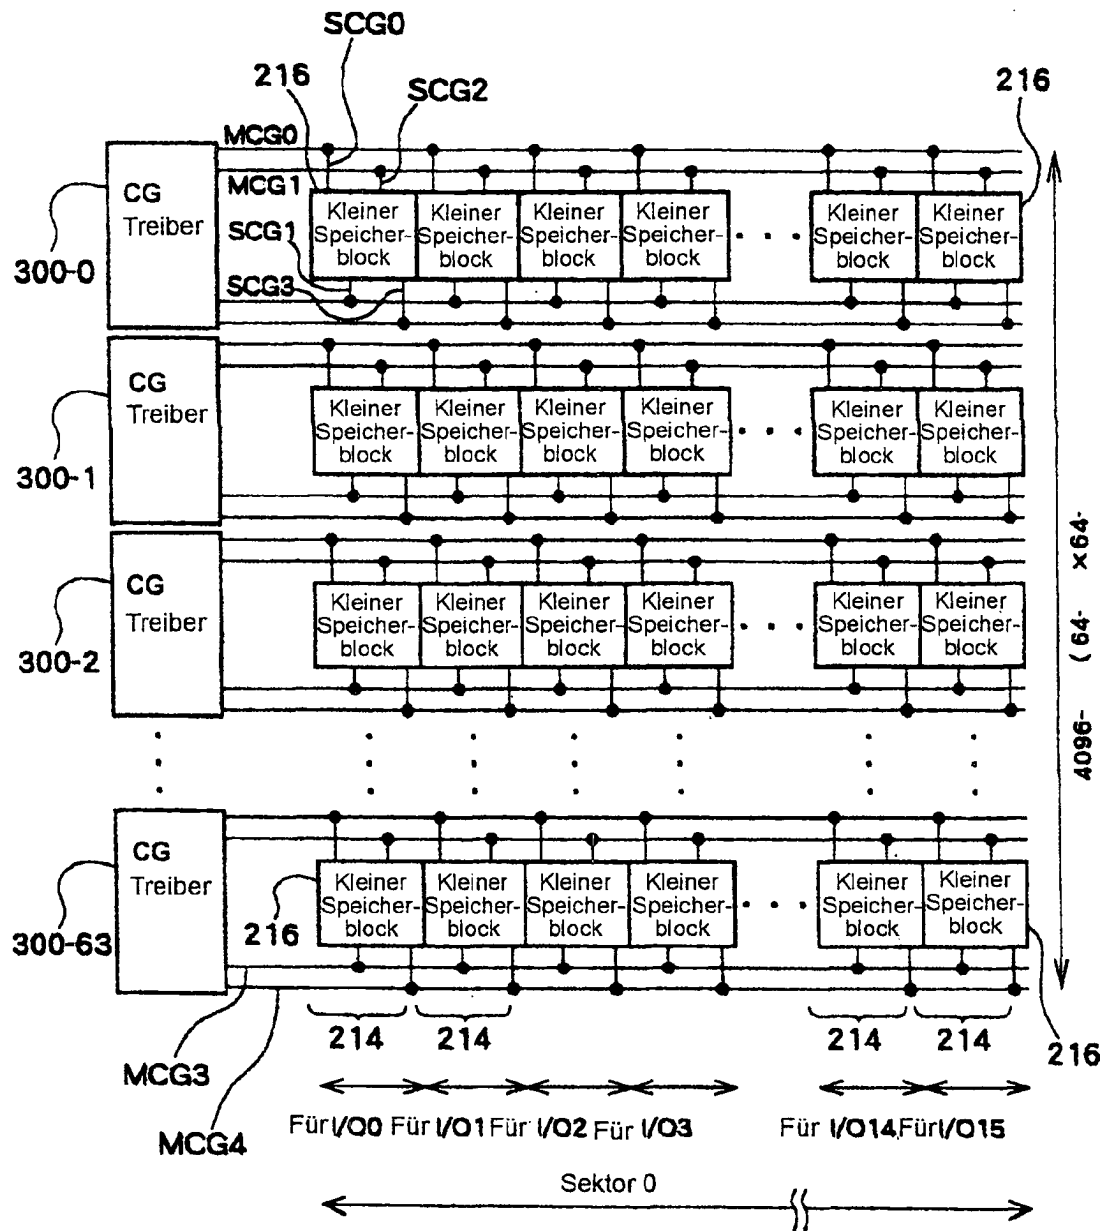 SCG0
216
SCG2
216
MCG0
MCG1
216
CG
Treiber
SCG1
SCG3
300-0
Kleiner
Speicher-
block
Kleiner
Speicher-
block
Kleiner
Speicher-
block
Kleiner
Speicher-
block
Kleiner
Speicher-
block
Kleiner
Speicher-
block
CG
Treiber
300-1
Kleiner
Speicher-
block
Kleiner
Speicher-
block
Kleiner
Speicher-
block
Kleiner
Speicher-
block
Kleiner
Speicher-
block
Kleiner
Speicher-
block
CG
Treiber
300-2
Kleiner
Speicher-
block
Kleiner
Speicher-
block
Kleiner
Speicher-
block
Kleiner
Speicher-
block
Kleiner
Speicher-
block
Kleiner
Speicher-
block
4096- (64- x64-
CG
Treiber
300-63
216
Kleiner
Speicher-
block
Kleiner
Speicher-
block
Kleiner
Speicher-
block
Kleiner
Speicher-
block
Kleiner
Speicher-
block
Kleiner
Speicher-
block
214
214
214
214
216
MCG3
MCG4
Für I/O0 Für I/O1 Für I/O2 Für I/O3 Für I/O14 Für I/O15
Sektor 0